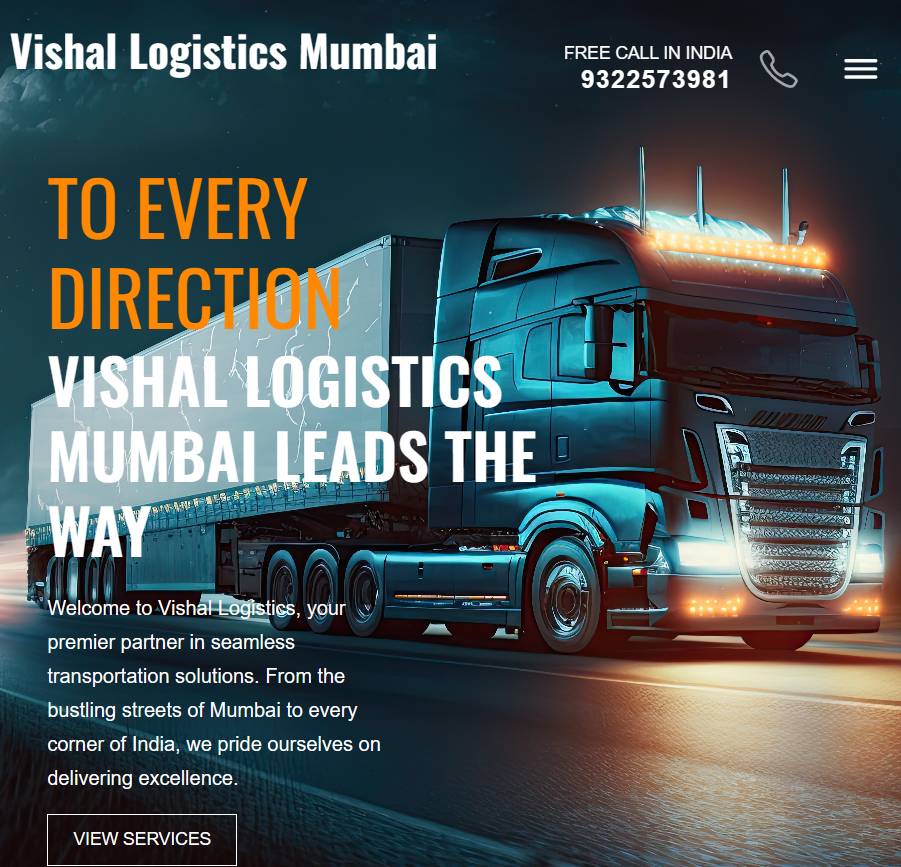 Vishal Logistics Mumbai
FREE CALL IN INDIA
9322573981
TO EVERY
DIRECTION
VISHAL LOGISTICS
MUMBAI LEADS THE
WAY
Welcome to Vishal Logistics, your
premier partner in seamless
transportation solutions. From the
bustling streets of Mumbai to every
corner of India, we pride ourselves on
delivering excellence.
VIEW SERVICES